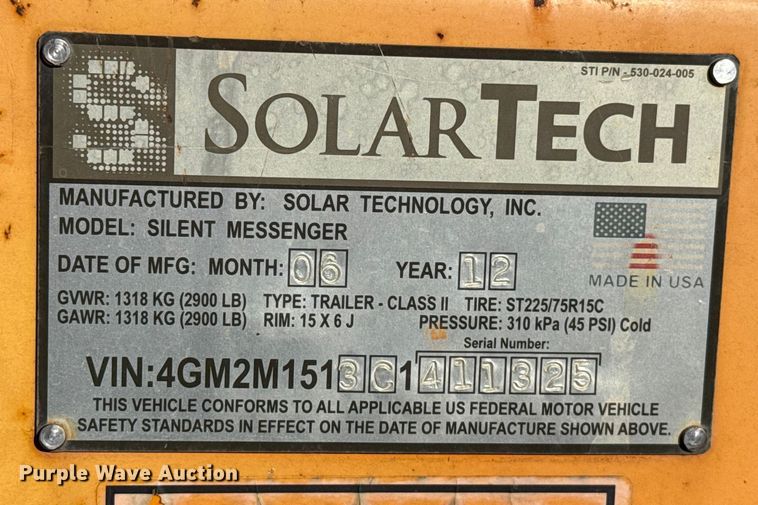 STI P/N - 530-024-005
SOLARTECH
MANUFACTURED BY: SOLAR TECHNOLOGY, INC.
MODEL: SILENT MESSENGER
DATE OF MFG: MONTH: 06 YEAR: 12
MADE IN USA
GVWR: 1318 KG (2900 LB) TYPE: TRAILER - CLASS II TIRE: ST225/75R15C
GAWR: 1318 KG (2900 LB) RIM: 15 X 6 J PRESSURE: 310 kPa (45 PSI) Cold
Serial Number:
VIN:4GM2M1513C1411325
THIS VEHICLE CONFORMS TO ALL APPLICABLE US FEDERAL MOTOR VEHICLE
SAFETY STANDARDS IN EFFECT ON THE DATE OF MANUFACTURE SHOWN ABOVE.
Purple Wave Auction